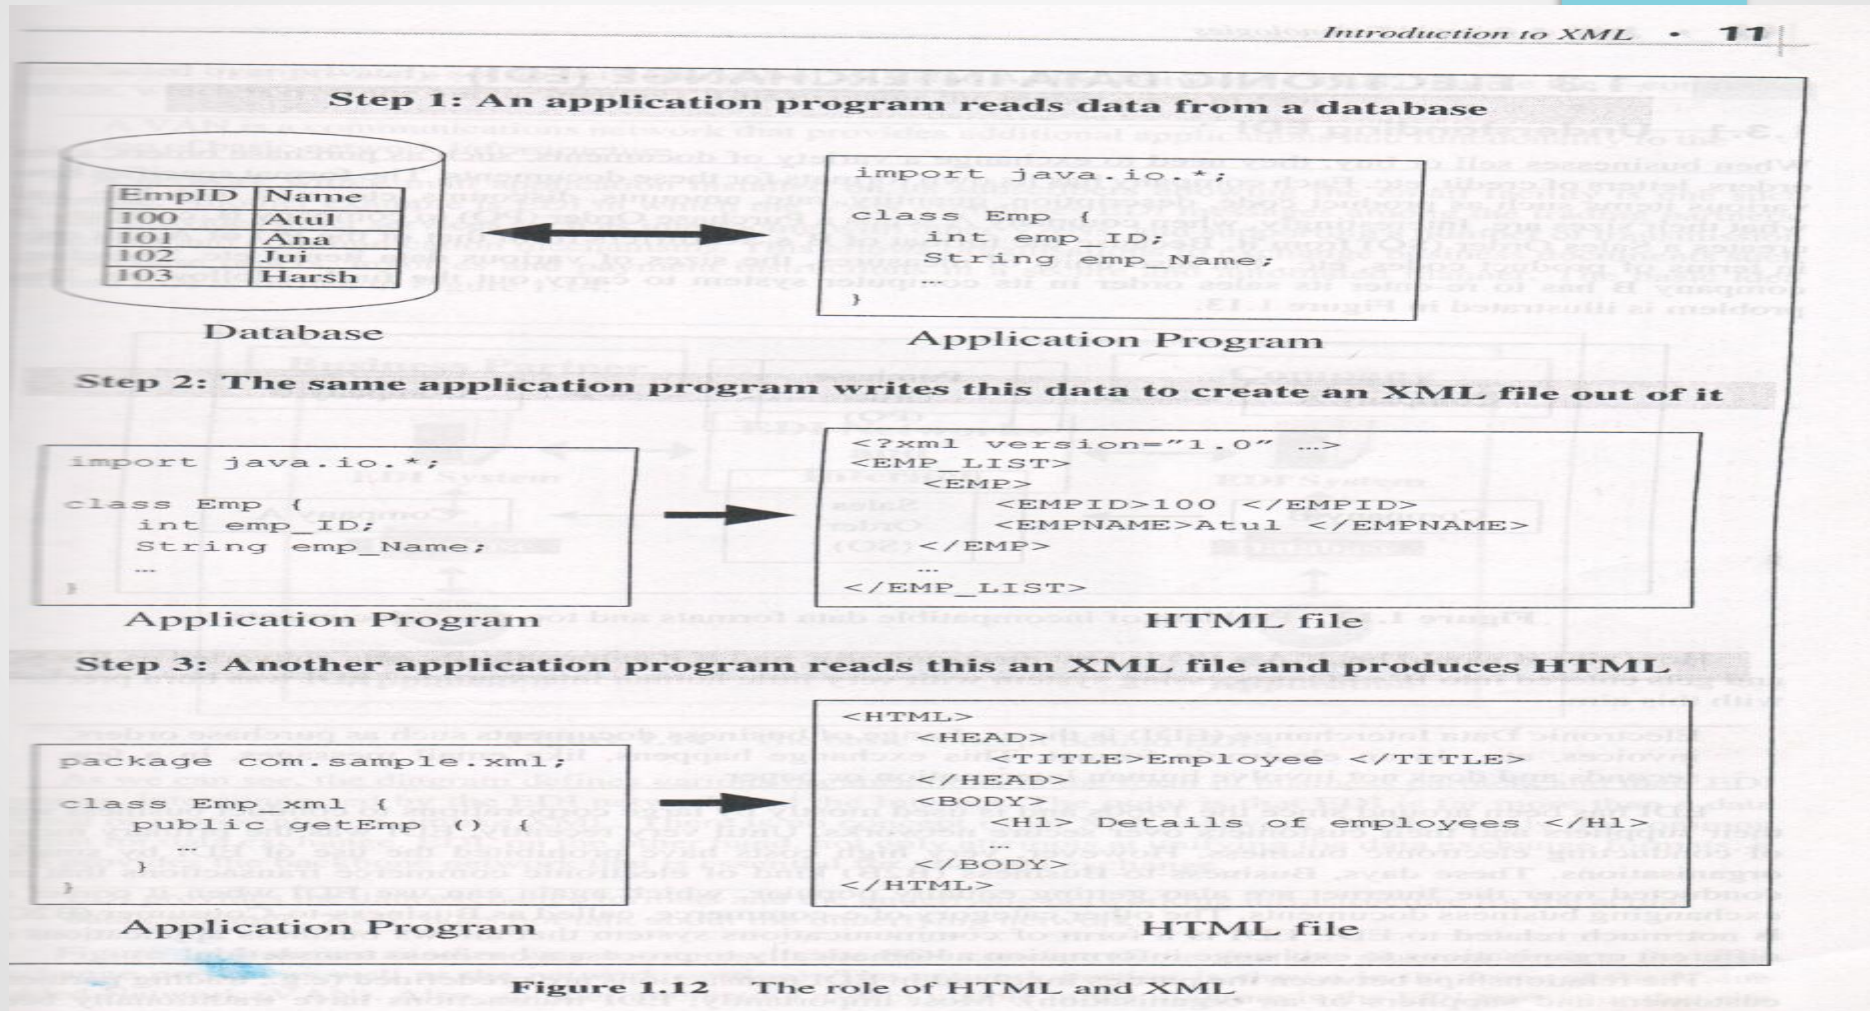 Introduction to XML • 11
Step 1: An application program reads data from a database
EmpID Name
100 Atul
101 Ana
102 Jui
103 Harsh
Database
import java.io.*;
class Emp {
int emp_ID;
String emp_Name;
...
}
Application Program
Step 2: The same application program writes this data to create an XML file out of it
import java.io.*;
class Emp {
int emp_ID;
String emp_Name;
...
}
Application Program
<?xml version="1.0" ...>
<EMP_LIST>
<EMP>
<EMPID>100 </EMPID>
<EMPNAME>Atul </EMPNAME>
</EMP>
...
</EMP_LIST>
HTML file
Step 3: Another application program reads this an XML file and produces HTML
package com.sample.xml;
class Emp_xml {
public getEmp () {
...
}
}
Application Program
<HTML>
<HEAD>
<TITLE>Employee </TITLE>
</HEAD>
<BODY>
<H1> Details of employees </H1>
...
</BODY>
</HTML>
HTML file
Figure 1.12 The role of HTML and XML